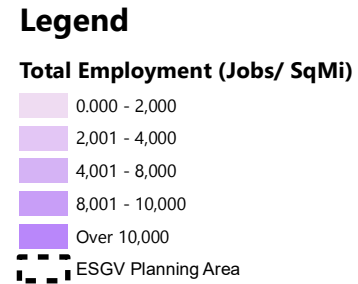 Legend
Total Employment (Jobs/ SqMi)
0.000 - 2,000
2,001 - 4,000
4,001 - 8,000
8,001 - 10,000
Over 10,000
ESGV Planning Area